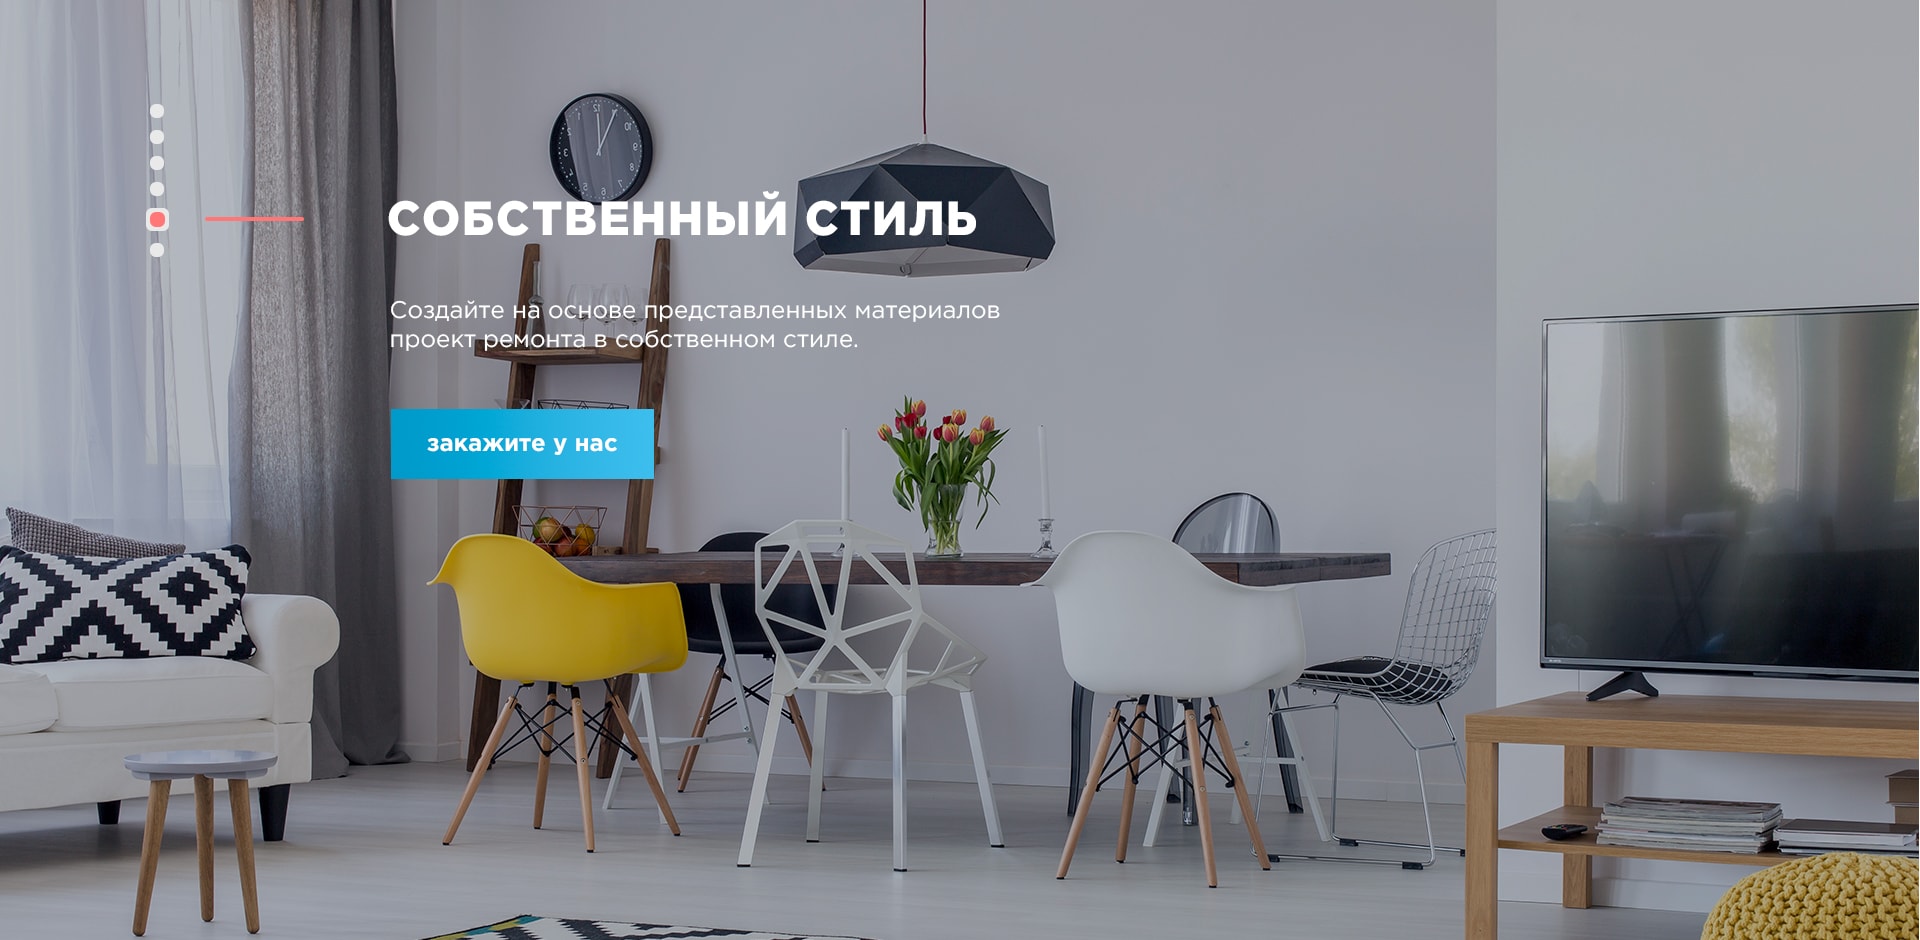 СОБСТВЕННЫЙ СТИЛЬ
Создайте на основе представленных материалов
проект ремонта в собственном стиле.
закажите у нас